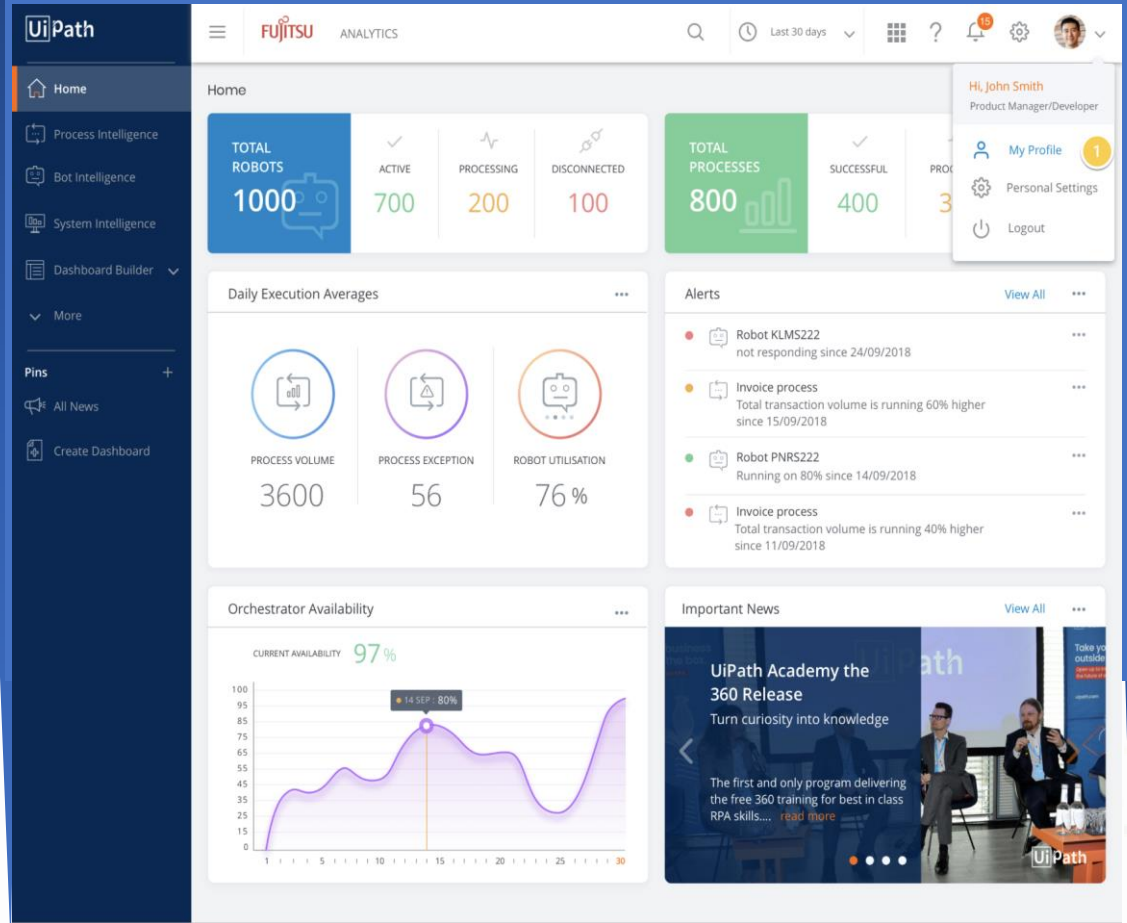 UiPath
FUJITSU
ANALYTICS
Last 30 days
?
15
Home
Process Intelligence
Bot Intelligence
System Intelligence
Dashboard Builder
More
Pins
+
All News
Create Dashboard
Hi, John Smith
Product Manager/Developer
My Profile
1
Personal Settings
Logout
Home
TOTAL
ROBOTS
1000
ACTIVE
700
PROCESSING
200
DISCONNECTED
100
TOTAL
PROCESSES
800
SUCCESSFUL
400
PROC
3
Daily Execution Averages
PROCESS VOLUME
3600
PROCESS EXCEPTION
56
ROBOT UTILISATION
76 %
Alerts
View All
Robot KLMS222
not responding since 24/09/2018
Invoice process
Total transaction volume is running 60% higher
since 15/09/2018
Robot PNRS222
Running on 80% since 14/09/2018
Invoice process
Total transaction volume is running 40% higher
since 11/09/2018
Orchestrator Availability
CURRENT AVAILABILITY 97 %
100
95
85
75
65
55
45
35
25
15
0
14 SEP : 80%
1 5 10 15 20 25 30
Important News
View All
UiPath Academy the
360 Release
Turn curiosity into knowledge
The first and only program delivering
the free 360 training for best in class
RPA skills.... read more
UiPath
Take yo
outside
UiPath